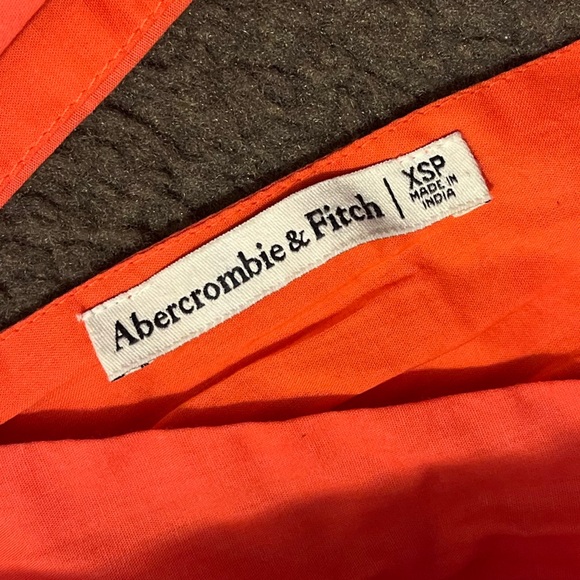 Abercrombie & Fitch | XSP
MADE IN
INDIA